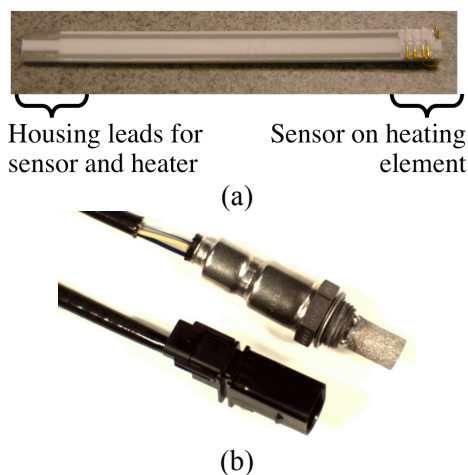 Housing leads for
sensor and heater
Sensor on heating
element
(a)
(b)